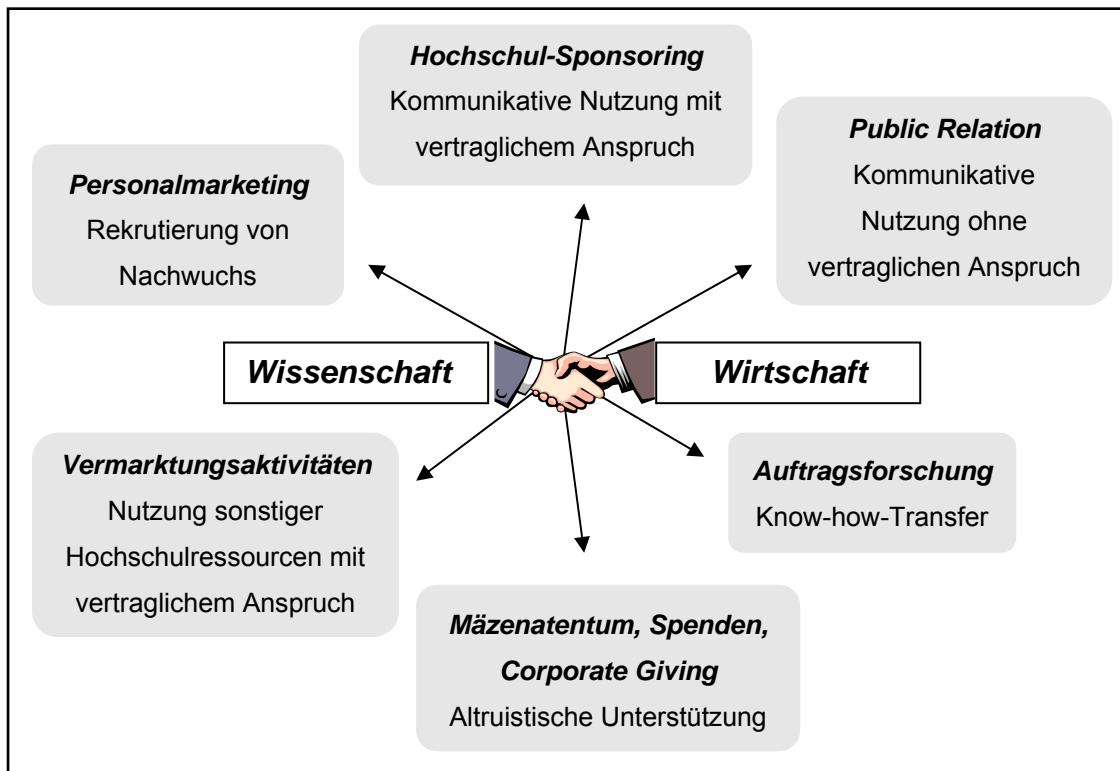 Hochschul-Sponsoring
Kommunikative Nutzung mit
vertraglichem Anspruch
Public Relation
Kommunikative
Nutzung ohne
vertraglichen Anspruch
Personalmarketing
Rekrutierung von
Nachwuchs
Wissenschaft
Wirtschaft
Vermarktungsaktivitäten
Nutzung sonstiger
Hochschulressourcen mit
vertraglichem Anspruch
Auftragsforschung
Know-how-Transfer
Mäzenatentum, Spenden,
Corporate Giving
Altruistische Unterstützung